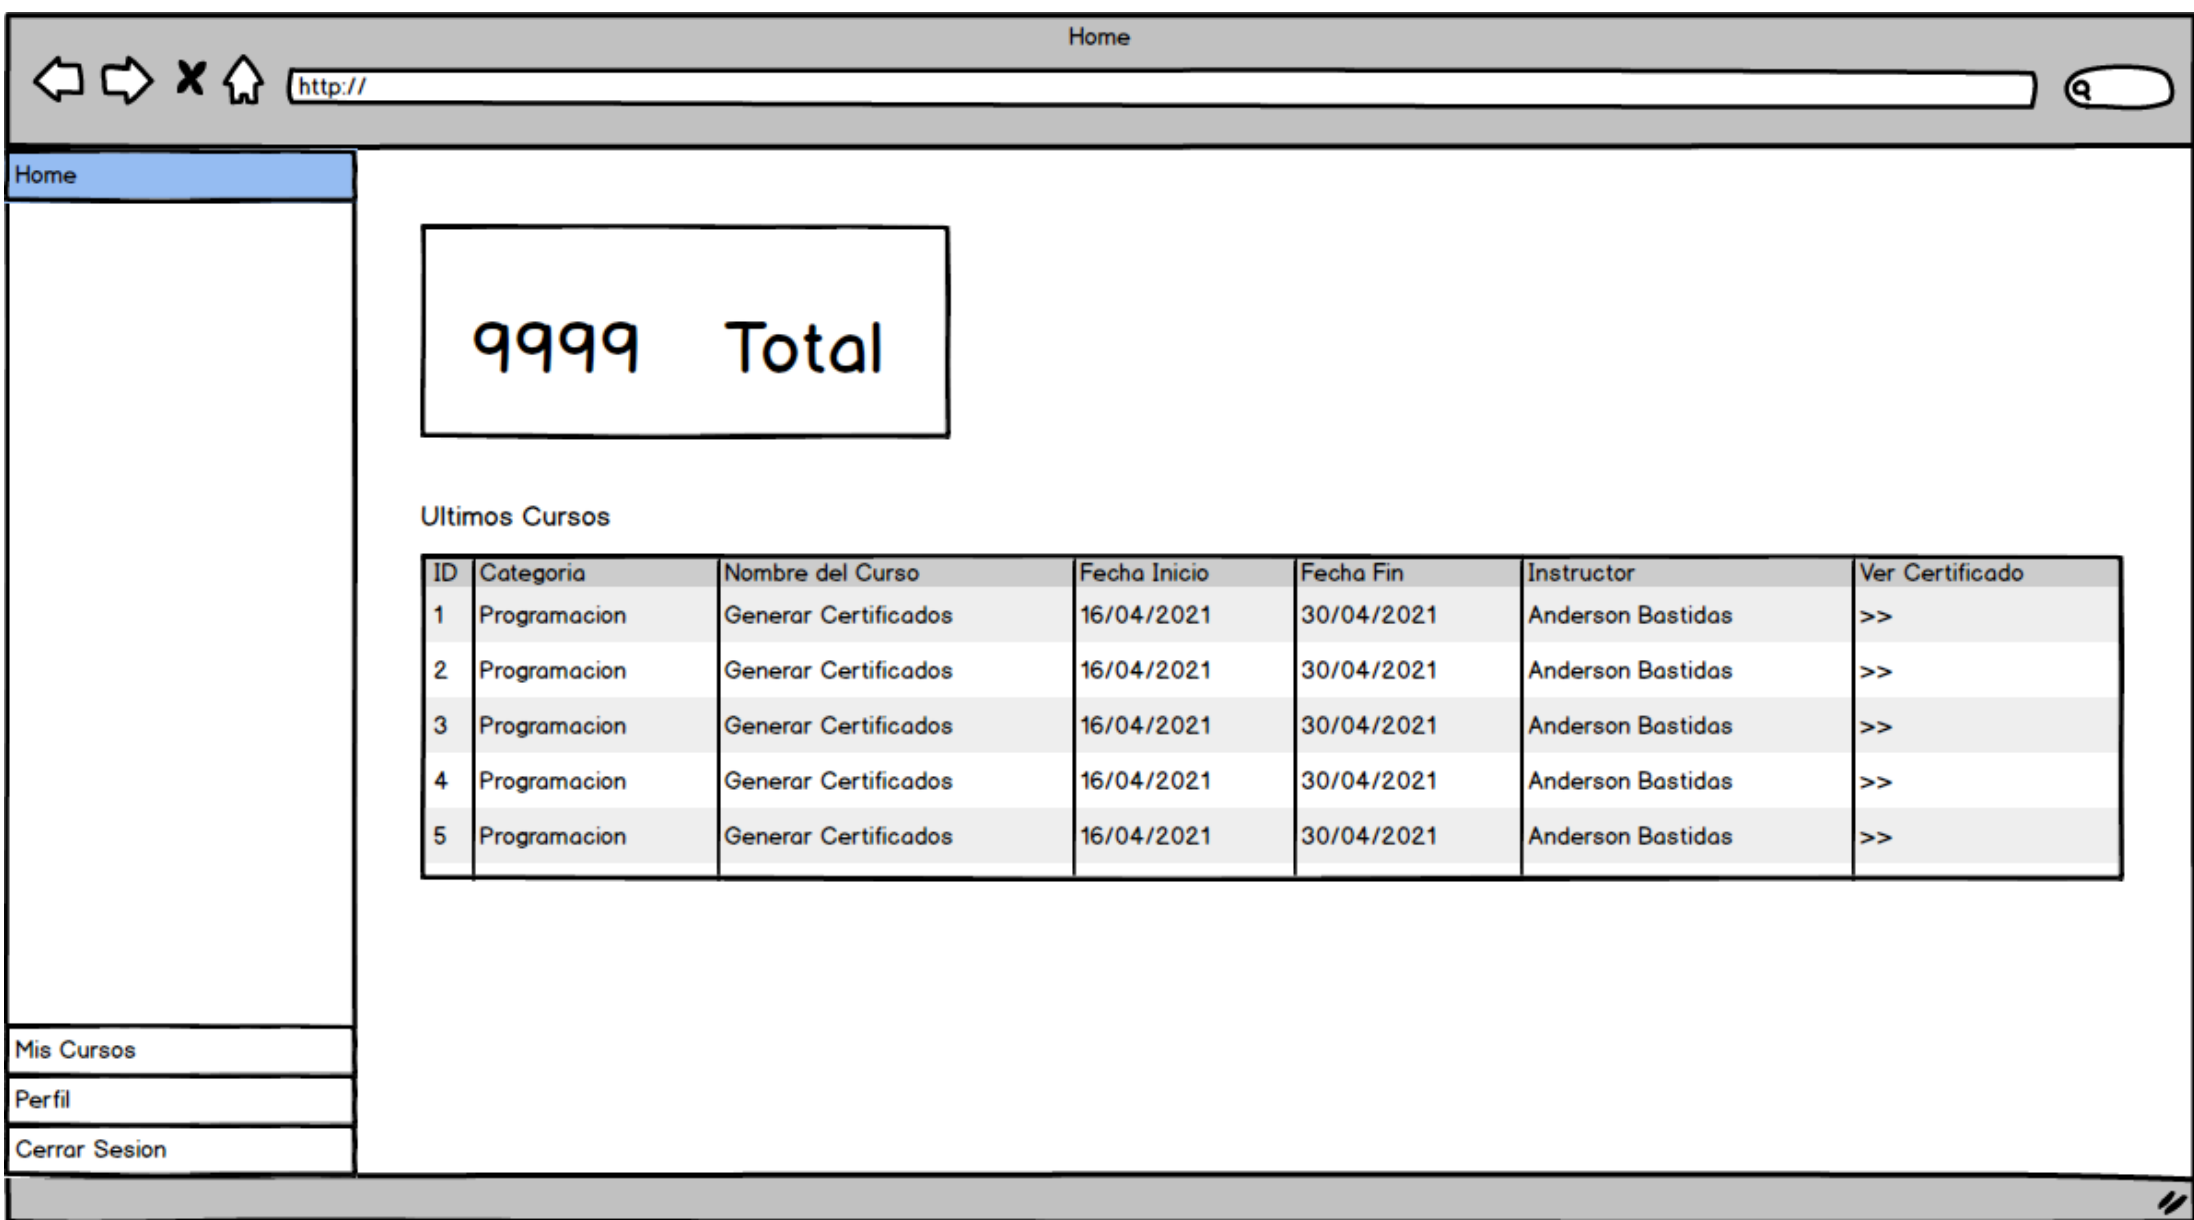 Home
http://
Home
9999 Total
Ultimos Cursos
ID Categoria Nombre del Curso Fecha Inicio Fecha Fin Instructor Ver Certificado
1 Programacion Generar Certificados 16/04/2021 30/04/2021 Anderson Bastidas >>
2 Programacion Generar Certificados 16/04/2021 30/04/2021 Anderson Bastidas >>
3 Programacion Generar Certificados 16/04/2021 30/04/2021 Anderson Bastidas >>
4 Programacion Generar Certificados 16/04/2021 30/04/2021 Anderson Bastidas >>
5 Programacion Generar Certificados 16/04/2021 30/04/2021 Anderson Bastidas >>
Mis Cursos
Perfil
Cerrar Sesion